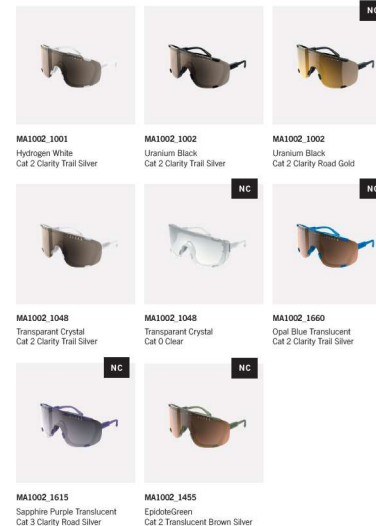 NC
MA1002_1001
Hydrogen White
Cat 2 Clarity Trail Silver
MA1002_1002
Uranium Black
Cat 2 Clarity Trail Silver
MA1002_1002
Uranium Black
Cat 2 Clarity Road Gold
NC
NC
MA1002_1048
Transparant Crystal
Cat 2 Clarity Trail Silver
MA1002_1048
Transparant Crystal
Cat 0 Clear
MA1002_1660
Opal Blue Translucent
Cat 2 Clarity Trail Silver
NC
NC
MA1002_1615
Sapphire Purple Translucent
Cat 3 Clarity Road Silver
MA1002_1455
EpidoteGreen
Cat 2 Translucent Brown Silver